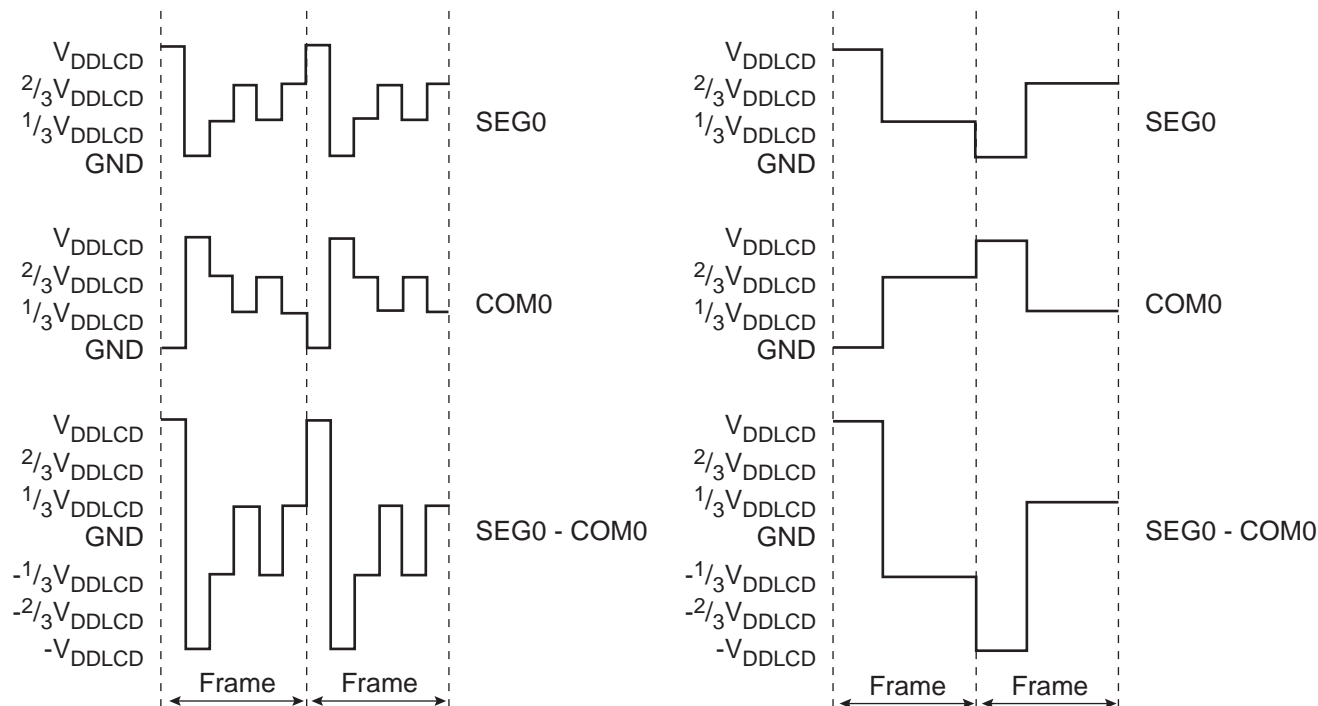 VDDLCD
2/3VDDLCD
1/3VDDLCD
GND
SEG0
VDDLCD
2/3VDDLCD
1/3VDDLCD
GND
COM0
VDDLCD
2/3VDDLCD
1/3VDDLCD
GND
-1/3VDDLCD
-2/3VDDLCD
-VDDLCD
SEG0 - COM0
Frame Frame
VDDLCD
2/3VDDLCD
1/3VDDLCD
GND
SEG0
VDDLCD
2/3VDDLCD
1/3VDDLCD
GND
COM0
VDDLCD
2/3VDDLCD
1/3VDDLCD
GND
-1/3VDDLCD
-2/3VDDLCD
-VDDLCD
SEG0 - COM0
Frame Frame